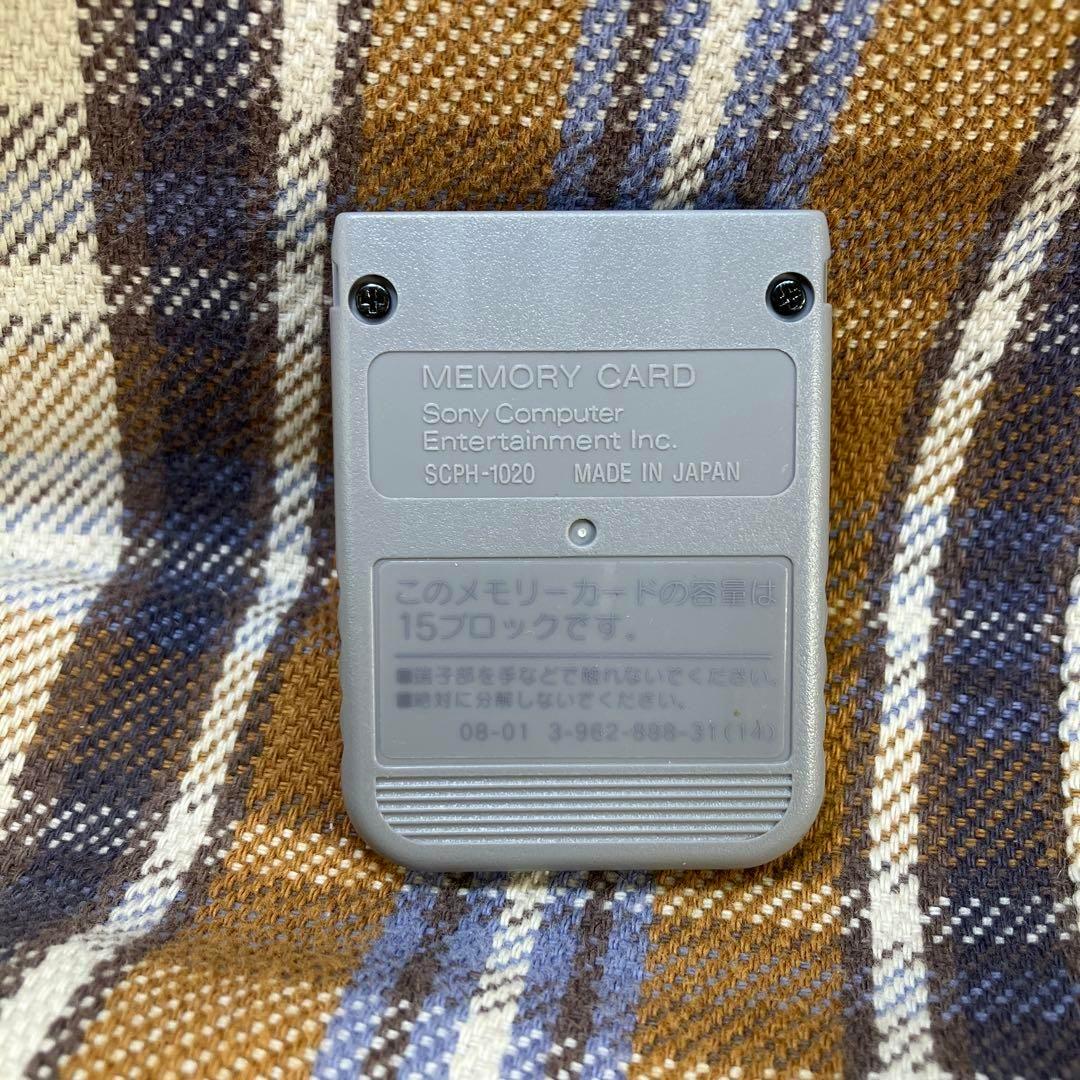 MEMORY CARD
Sony Computer
Entertainment Inc.
SCPH-1020 MADE IN JAPAN
このメモリーカードの容量は
15ブロックです。
■端子部を手などで触れないでください。
■絶対に分解しないでください。
08-01 3-962-888-31(14)